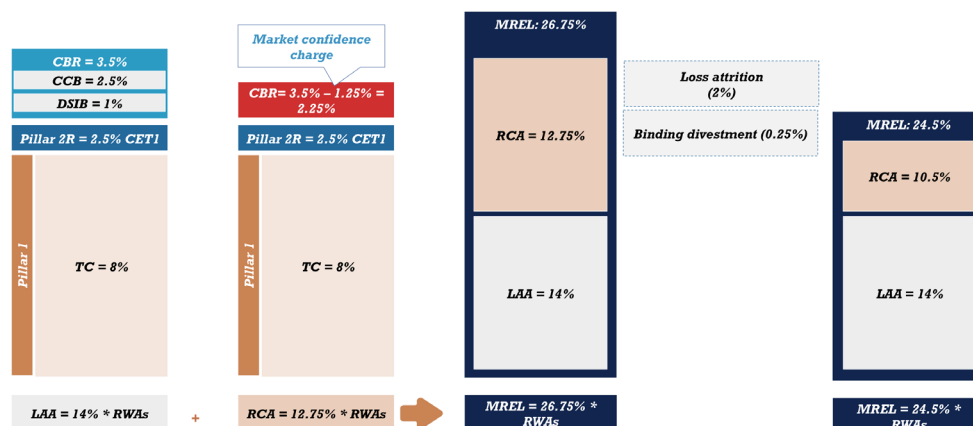 CBR = 3.5%
CCB = 2.5%
DSIB = 1%
Pillar 2R = 2.5% CET1
Pillar 1
TC = 8%
LAA = 14% * RWAs
+
Market confidence
charge
CBR= 3.5% – 1.25% =
2.25%
Pillar 2R = 2.5% CET1
Pillar 1
TC = 8%
RCA = 12.75% * RWAs
MREL: 26.75%
RCA = 12.75%
LAA = 14%
MREL = 26.75% *
RWAs
Loss attrition
(2%)
Binding divestment (0.25%)
MREL: 24.5%
RCA = 10.5%
LAA = 14%
MREL = 24.5% *
RWAs